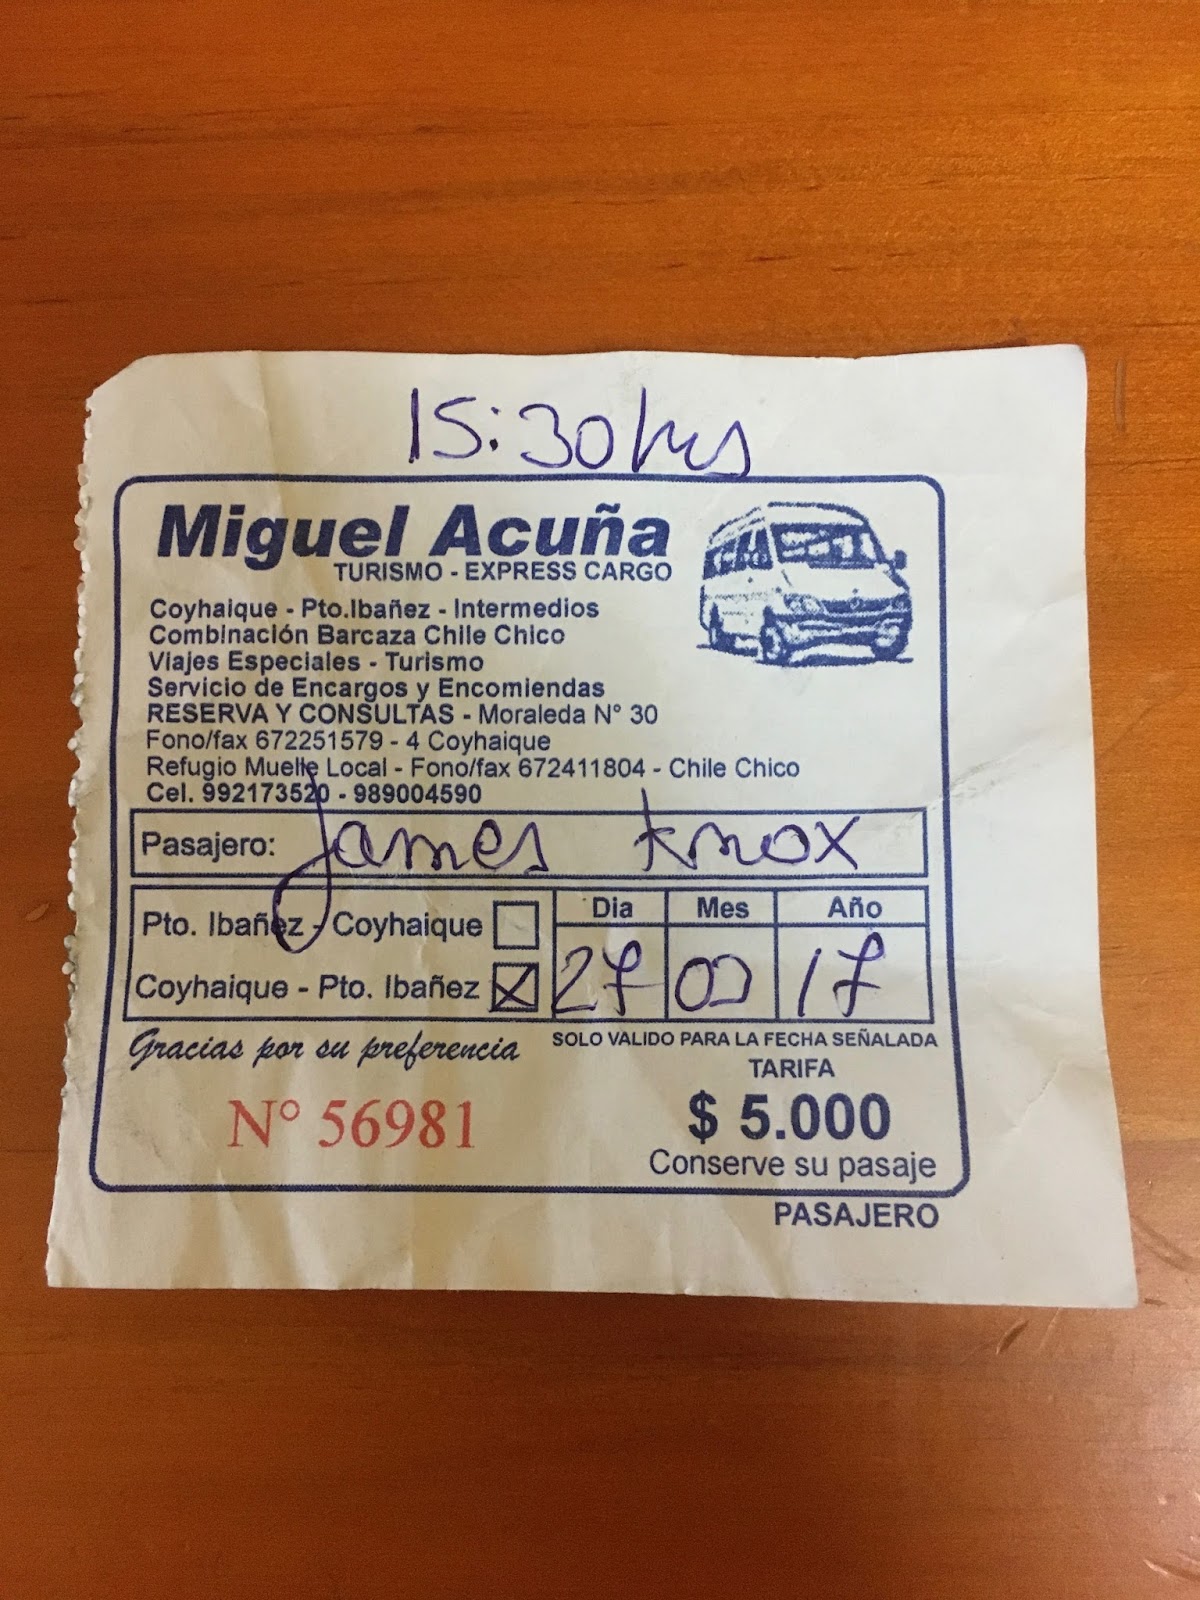 15:30 hrs
Miguel Acuña
TURISMO - EXPRESS CARGO
Coyhaique - Pto.Ibañez - Intermedios
Combinación Barcaza Chile Chico
Viajes Especiales - Turismo
Servicio de Encargos y Encomiendas
RESERVA Y CONSULTAS - Moraleda N° 30
Fono/fax 672251579 - 4 Coyhaique
Refugio Muelle Local - Fono/fax 672411804 - Chile Chico
Cel. 992173520 - 989004590
Pasajero: James Knox
Pto. Ibañez - Coyhaique
Coyhaique - Pto. Ibañez X
Dia Mes Año
27 03 17
Gracias por su preferencia
SOLO VALIDO PARA LA FECHA SEÑALADA
TARIFA
N° 56981
$ 5.000
Conserve su pasaje
PASAJERO